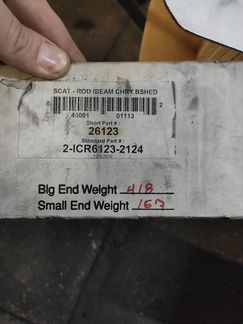 SCAT - ROD IBEAM CHRY BSHED
8 40091 01113 2
Short Part # :
26123
Standard Part # :
2-ICR6123-2124
Big End Weight 418
Small End Weight 167